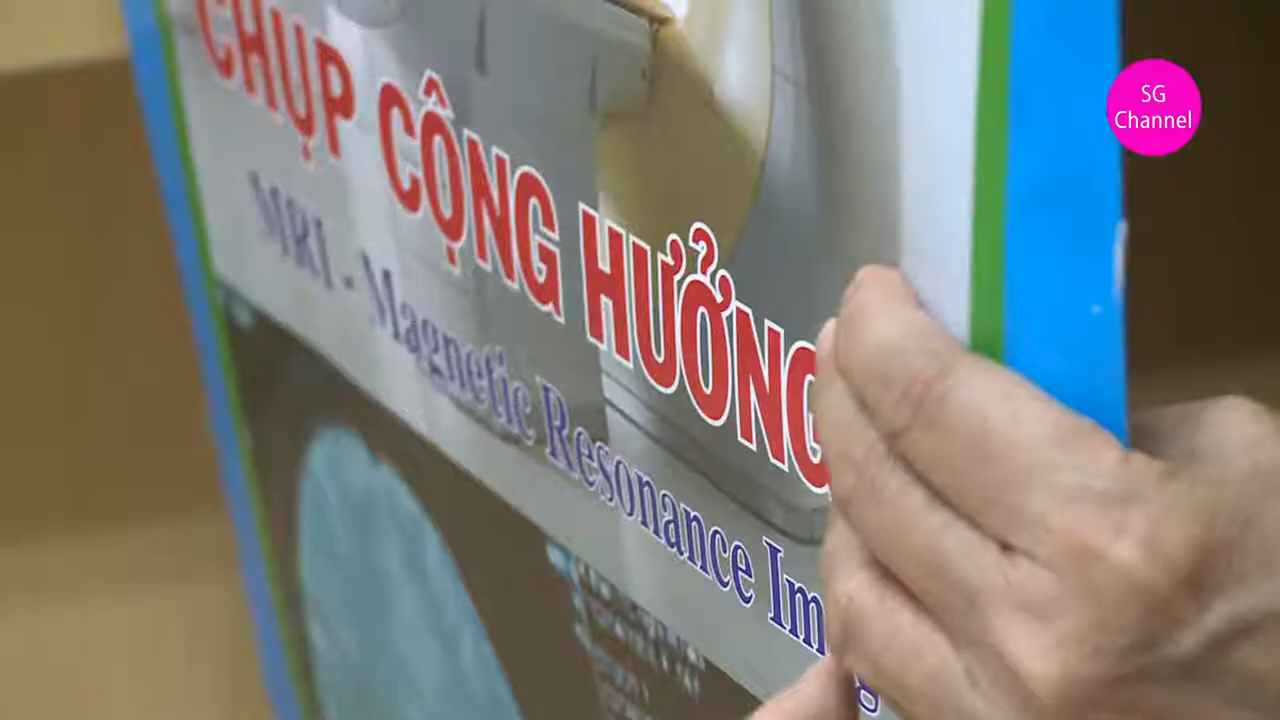 CHỤP CỘNG HƯỞNG
MRI - Magnetic Resonance Im
SG
Channel